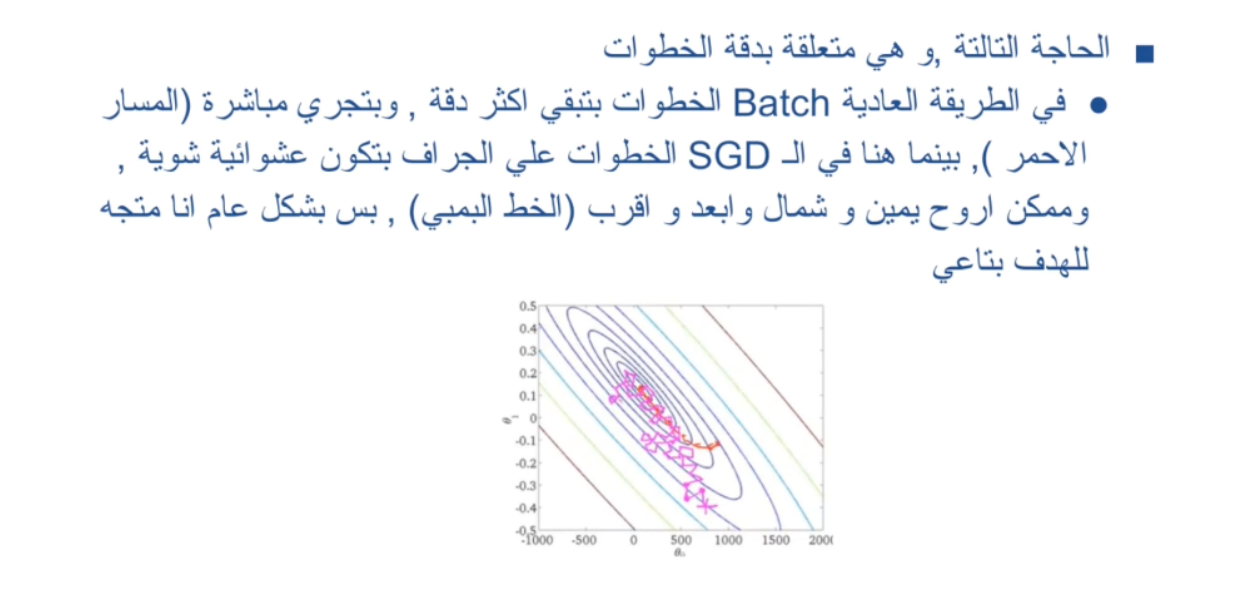 ■ الحاجة التالتة ,و هي متعلقة بدقة الخطوات
● في الطريقة العادية Batch الخطوات بتبقي اكثر دقة , وبتجري مباشرة (المسار
الاحمر ), بينما هنا في الـ SGD الخطوات علي الجراف بتكون عشوائية شوية ,
وممكن اروح يمين و شمال وابعد و اقرب (الخط البمبي) , بس بشكل عام انا متجه
للهدف بتاعي
0.5
0.4
0.3
0.2
0.1
0
-0.1
-0.2
-0.3
-0.4
-0.5
θ₁
-1000 -500 0 500 1000 1500 2000
θ₀